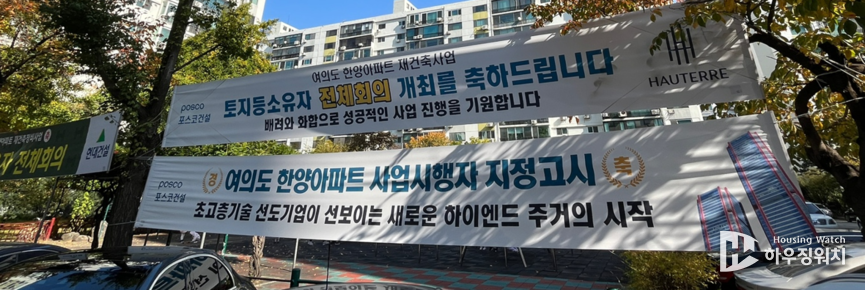 여의도 한양아파트 재건축사업
posco
포스코건설
토지등소유자 전체회의 개최를 축하드립니다
배려와 화합으로 성공적인 사업 진행을 기원합니다
HAUTERRE
전체회의
현대건설
posco
포스코건설
경 여의도 한양아파트 사업시행자 지정고시 축
초고층기술 선도기업이 선보이는 새로운 하이엔드 주거의 시작
Housing Watch
하우징워치